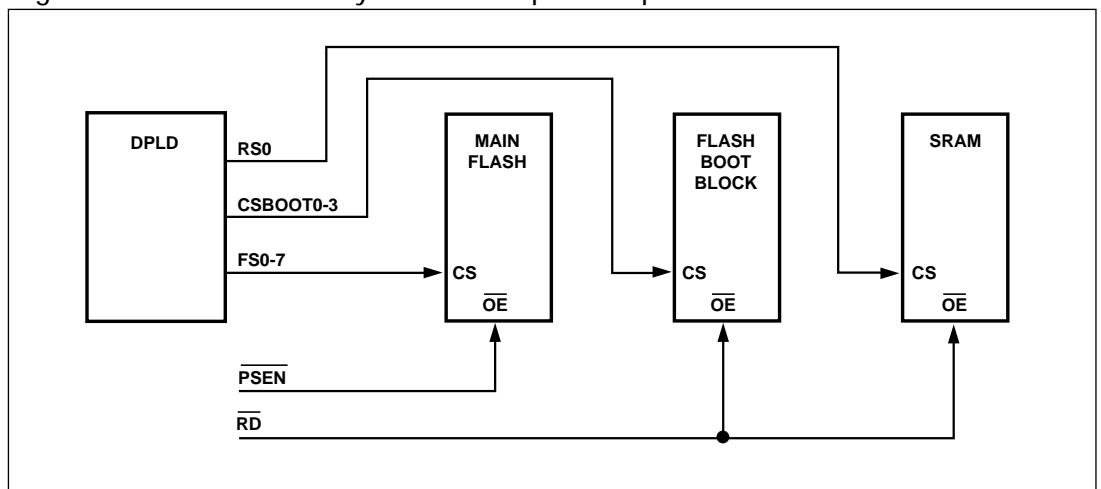 DPLD
RS0
CSBOOT0-3
FS0-7
MAIN
FLASH
CS
OE
FLASH
BOOT
BLOCK
CS
OE
SRAM
CS
OE
PSEN
RD